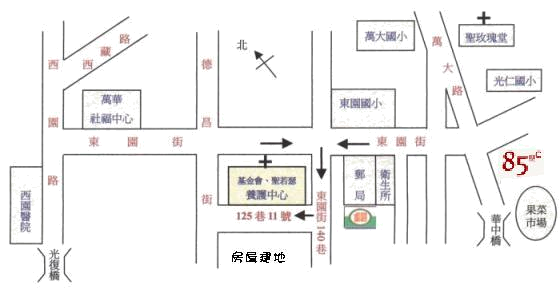 萬大國小
聖玫瑰堂
北
西藏路
西園路
德昌街
萬大路
光仁國小
萬華
社福中心
東園國小
東園街
東園街
85度C
基金會、聖若瑟
養護中心
郵局
衛生所
西園醫院
125巷11號
東園街140巷
果菜
市場
華中橋
光復橋
房屋建地